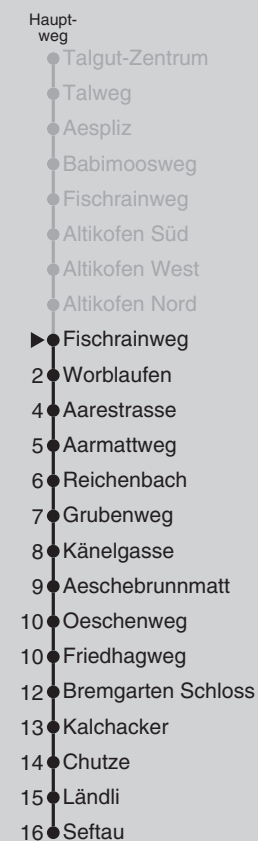 Haupt-
weg
Talgut-Zentrum
Talweg
Aespliz
Babimoosweg
Fischrainweg
Altikofen Süd
Altikofen West
Altikofen Nord
Fischrainweg
2 Worblaufen
4 Aarestrasse
5 Aarmattweg
6 Reichenbach
7 Grubenweg
8 Känelgasse
9 Aeschebrunnmatt
10 Oeschenweg
10 Friedhagweg
12 Bremgarten Schloss
13 Kalchacker
14 Chutze
15 Ländli
16 Seftau